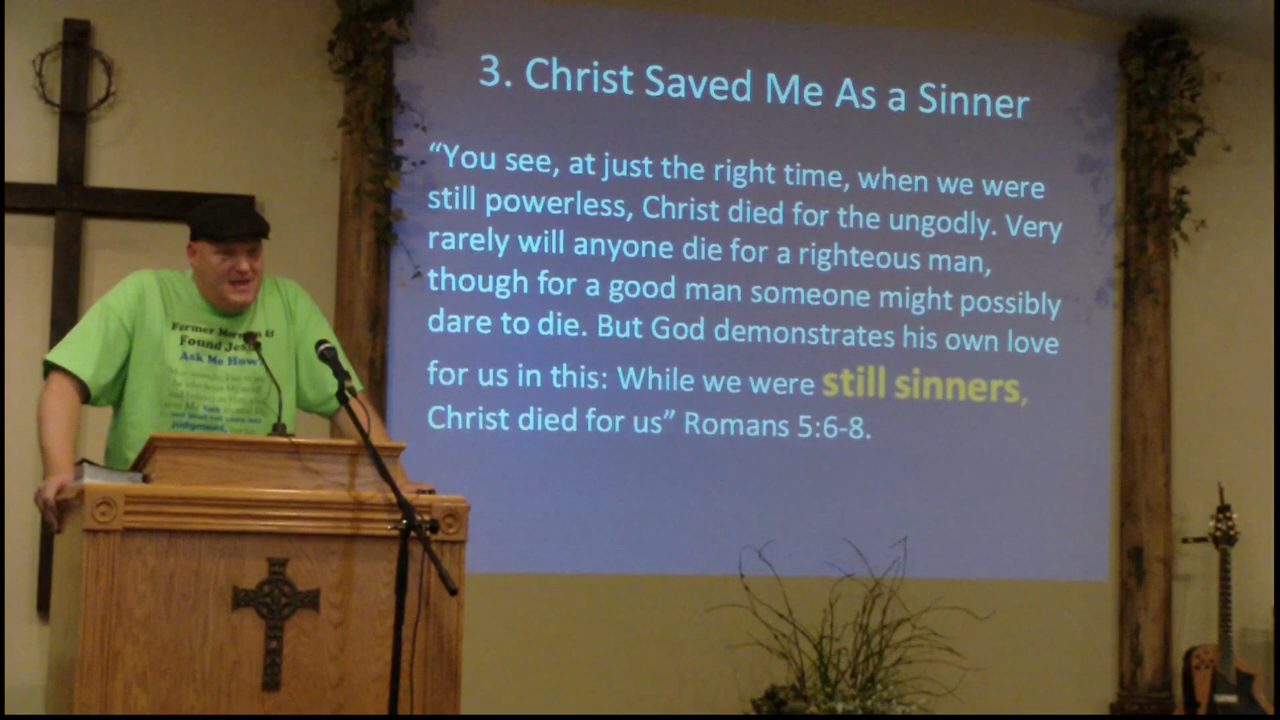 3. Christ Saved Me As a Sinner
“You see, at just the right time, when we were
still powerless, Christ died for the ungodly. Very
rarely will anyone die for a righteous man,
though for a good man someone might possibly
dare to die. But God demonstrates his own love
for us in this: While we were still sinners,
Christ died for us” Romans 5:6-8.
Former
Found
Ask Me How
judgment,